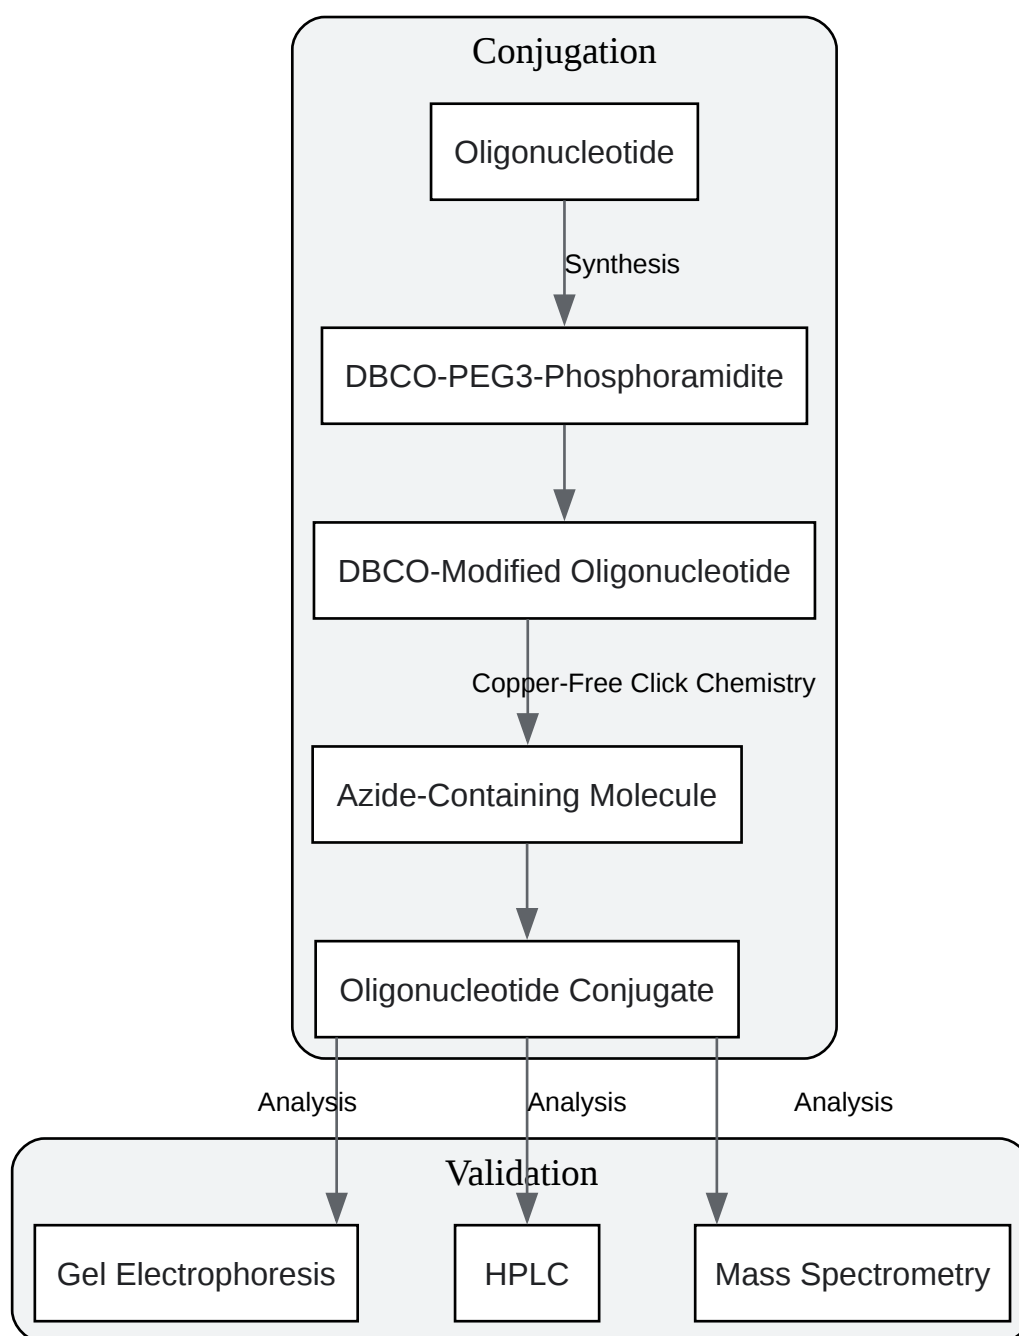 Conjugation
Oligonucleotide
Synthesis
DBCO-PEG3-Phosphoramidite
DBCO-Modified Oligonucleotide
Copper-Free Click Chemistry
Azide-Containing Molecule
Oligonucleotide Conjugate
Analysis
Analysis
Analysis
Validation
Gel Electrophoresis
HPLC
Mass Spectrometry